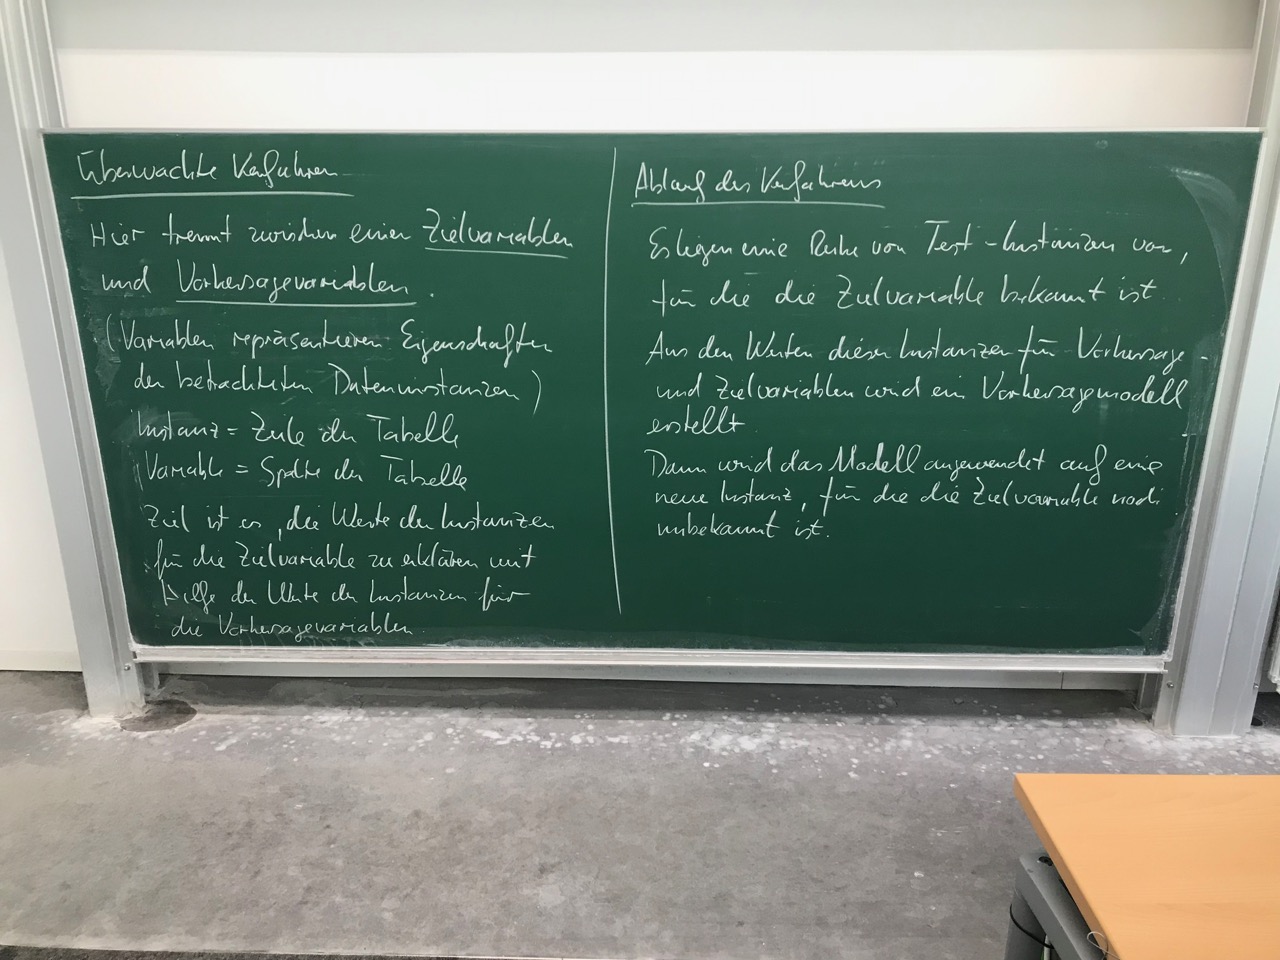 Überwachte Verfahren
Hier trennt zwischen einer Zielvariablen
und Vorhersagevariablen.
(Variablen repräsentieren Eigenschaften
der betrachteten Dateninstanzen)
Instanz = Zeile der Tabelle
Variable = Spalte der Tabelle
Ziel ist es, die Werte der Instanzen
für die Zielvariable zu erklären mit
Hilfe der Werte der Instanzen für
die Vorhersagevariablen.
Ablauf des Verfahrens
Es liegen eine Reihe von Test-Instanzen vor,
für die die Zielvariable bekannt ist.
Aus den Werten dieser Instanzen für Vorhersage-
und Zielvariablen wird ein Vorhersagemodell
erstellt.
Dann wird das Modell angewendet auf eine
neue Instanz, für die die Zielvariable noch
unbekannt ist.